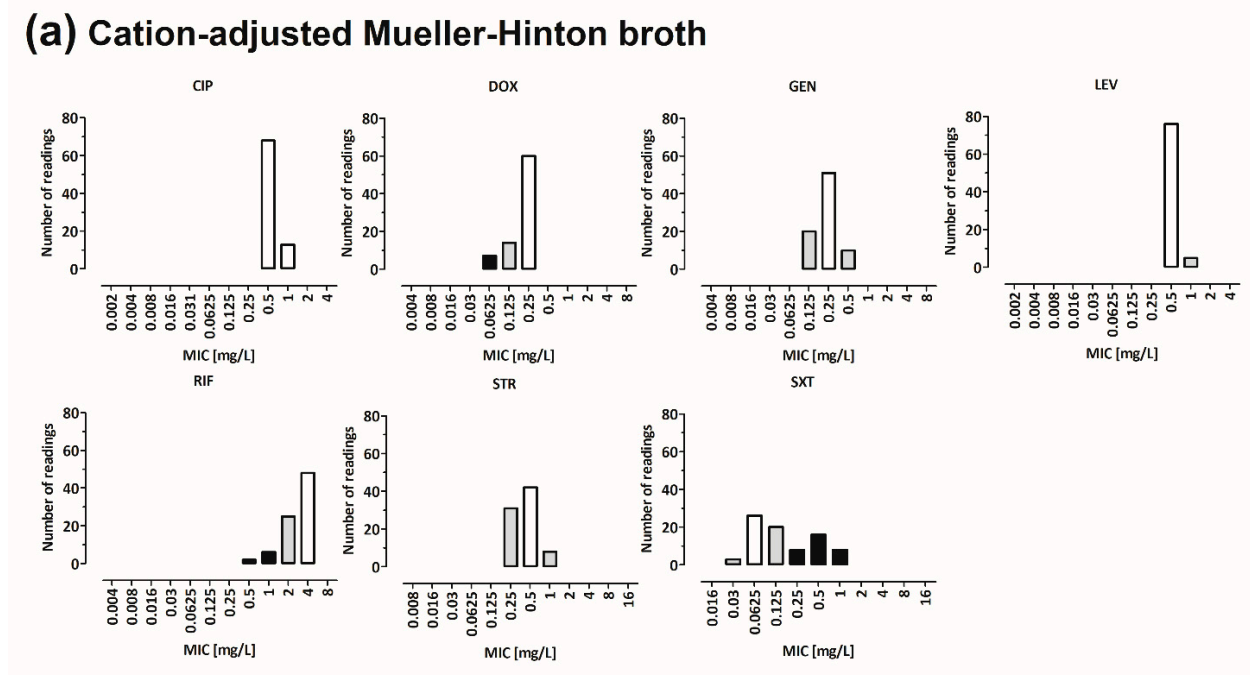 (a) Cation-adjusted Mueller-Hinton broth
CIP
Number of readings
80
60
40
20
0
0.002 0.004 0.008 0.016 0.031 0.0625 0.125 0.25 0.5 1 2 4
MIC [mg/L]
DOX
Number of readings
80
60
40
20
0
0.004 0.008 0.016 0.03 0.0625 0.125 0.25 0.5 1 2 4 8
MIC [mg/L]
GEN
Number of readings
80
60
40
20
0
0.004 0.008 0.016 0.03 0.0625 0.125 0.25 0.5 1 2 4 8
MIC [mg/L]
LEV
Number of readings
80
60
40
20
0
0.002 0.004 0.008 0.016 0.03 0.0625 0.125 0.25 0.5 1 2 4
MIC [mg/L]
RIF
Number of readings
80
60
40
20
0
0.004 0.008 0.016 0.03 0.0625 0.125 0.25 0.5 1 2 4 8
MIC [mg/L]
STR
Number of readings
80
60
40
20
0
0.008 0.016 0.03 0.0625 0.125 0.25 0.5 1 2 4 8 16
MIC [mg/L]
SXT
Number of readings
80
60
40
20
0
0.016 0.03 0.0625 0.125 0.25 0.5 1 2 4 8 16
MIC [mg/L]